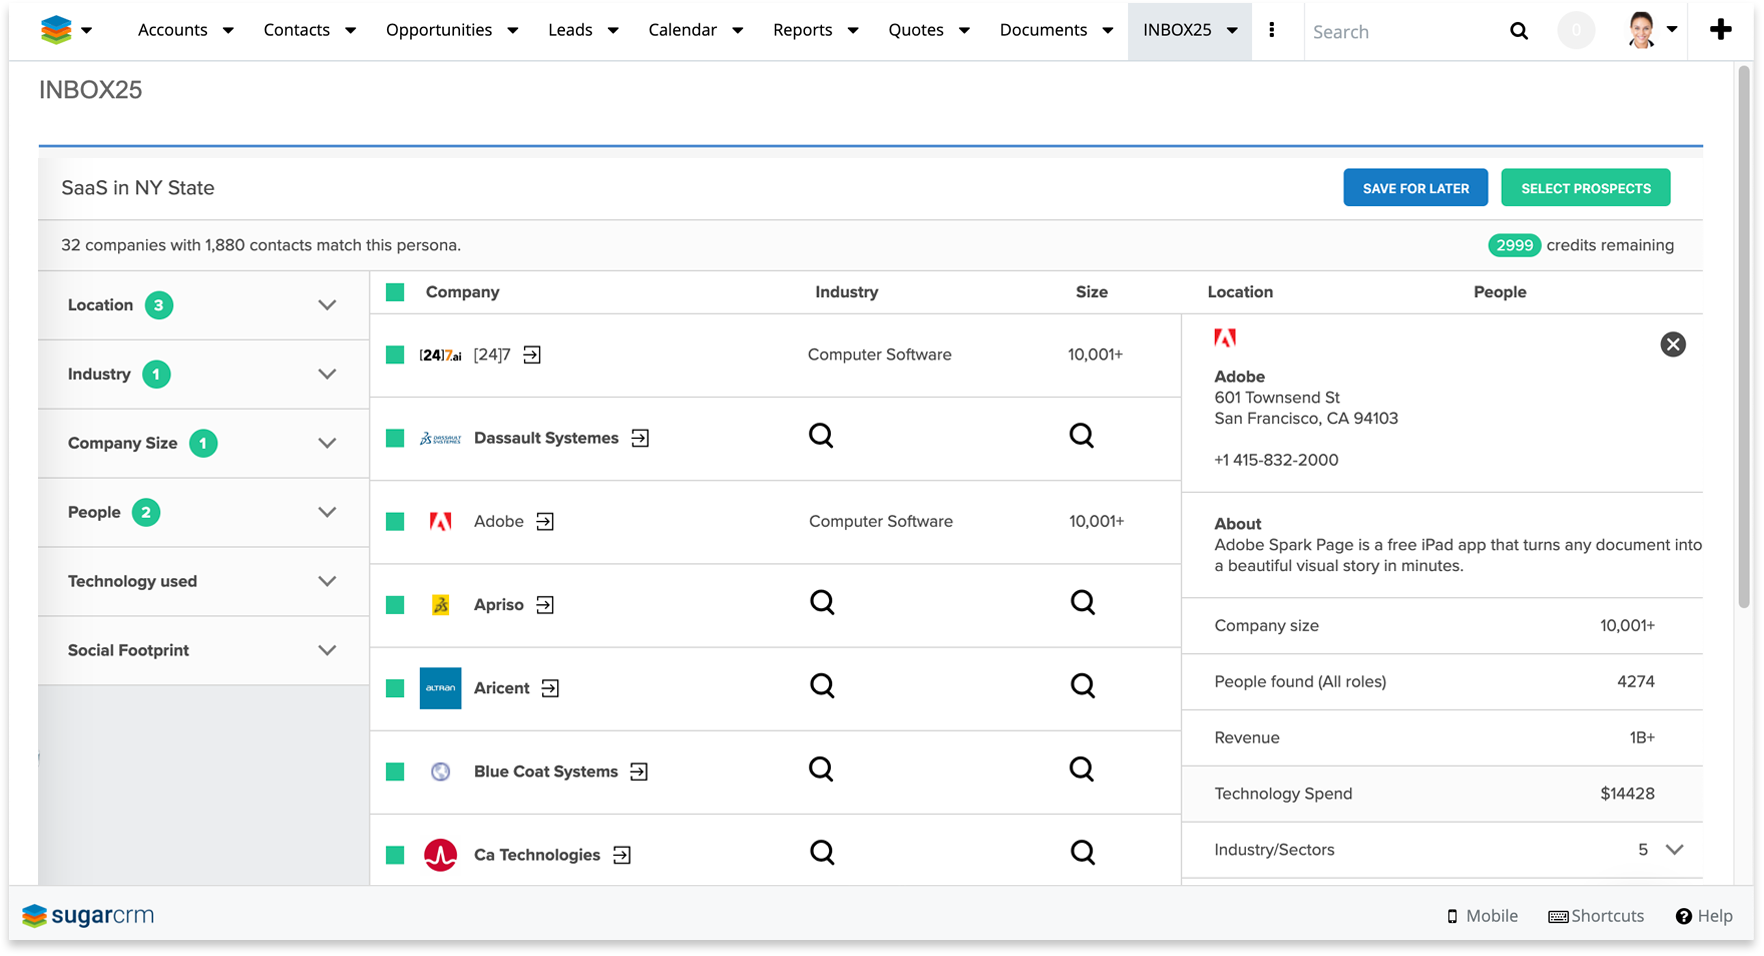 Accounts Contacts Opportunities Leads Calendar Reports Quotes Documents INBOX25 Search 0
INBOX25
SaaS in NY State SAVE FOR LATER SELECT PROSPECTS
32 companies with 1,880 contacts match this persona. 2999 credits remaining
Location 3
Industry 1
Company Size 1
People 2
Technology used
Social Footprint
Company Industry Size Location People
[24]7.ai [24]7 Computer Software 10,001+
DASSAULT SYSTEMES Dassault Systemes
Adobe Computer Software 10,001+
Apriso
ALTRAN Aricent
Blue Coat Systems
Ca Technologies
Adobe
601 Townsend St
San Francisco, CA 94103
+1 415-832-2000
About
Adobe Spark Page is a free iPad app that turns any document into
a beautiful visual story in minutes.
Company size 10,001+
People found (All roles) 4274
Revenue 1B+
Technology Spend $14428
Industry/Sectors 5
sugarcrm Mobile Shortcuts Help